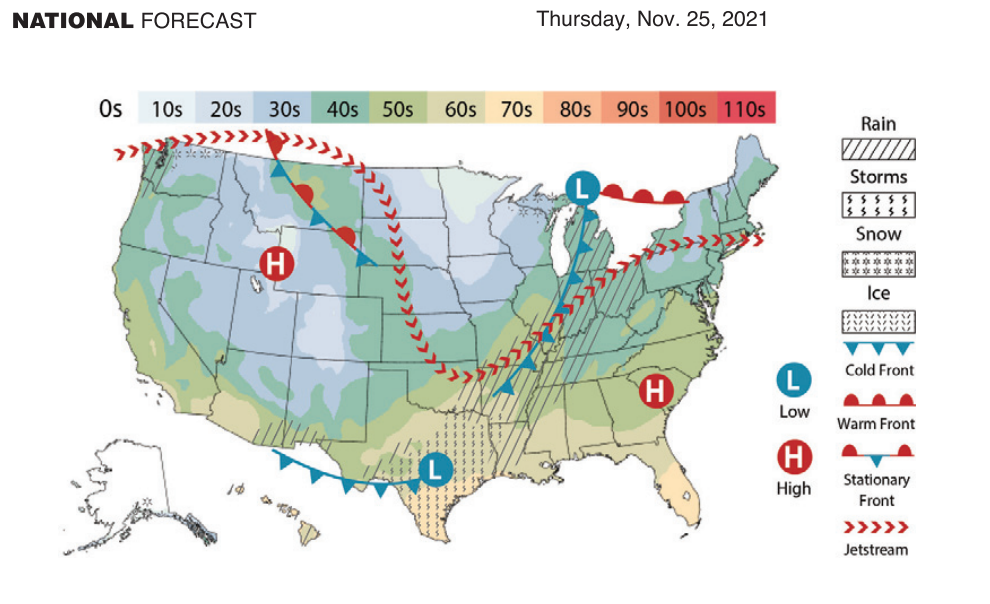 NATIONAL FORECAST
Thursday, Nov. 25, 2021
0s 10s 20s 30s 40s 50s 60s 70s 80s 90s 100s 110s
Rain
Storms
Snow
Ice
Cold Front
Warm Front
Stationary
Front
Jetstream
L
Low
H
High
L
H
H
L